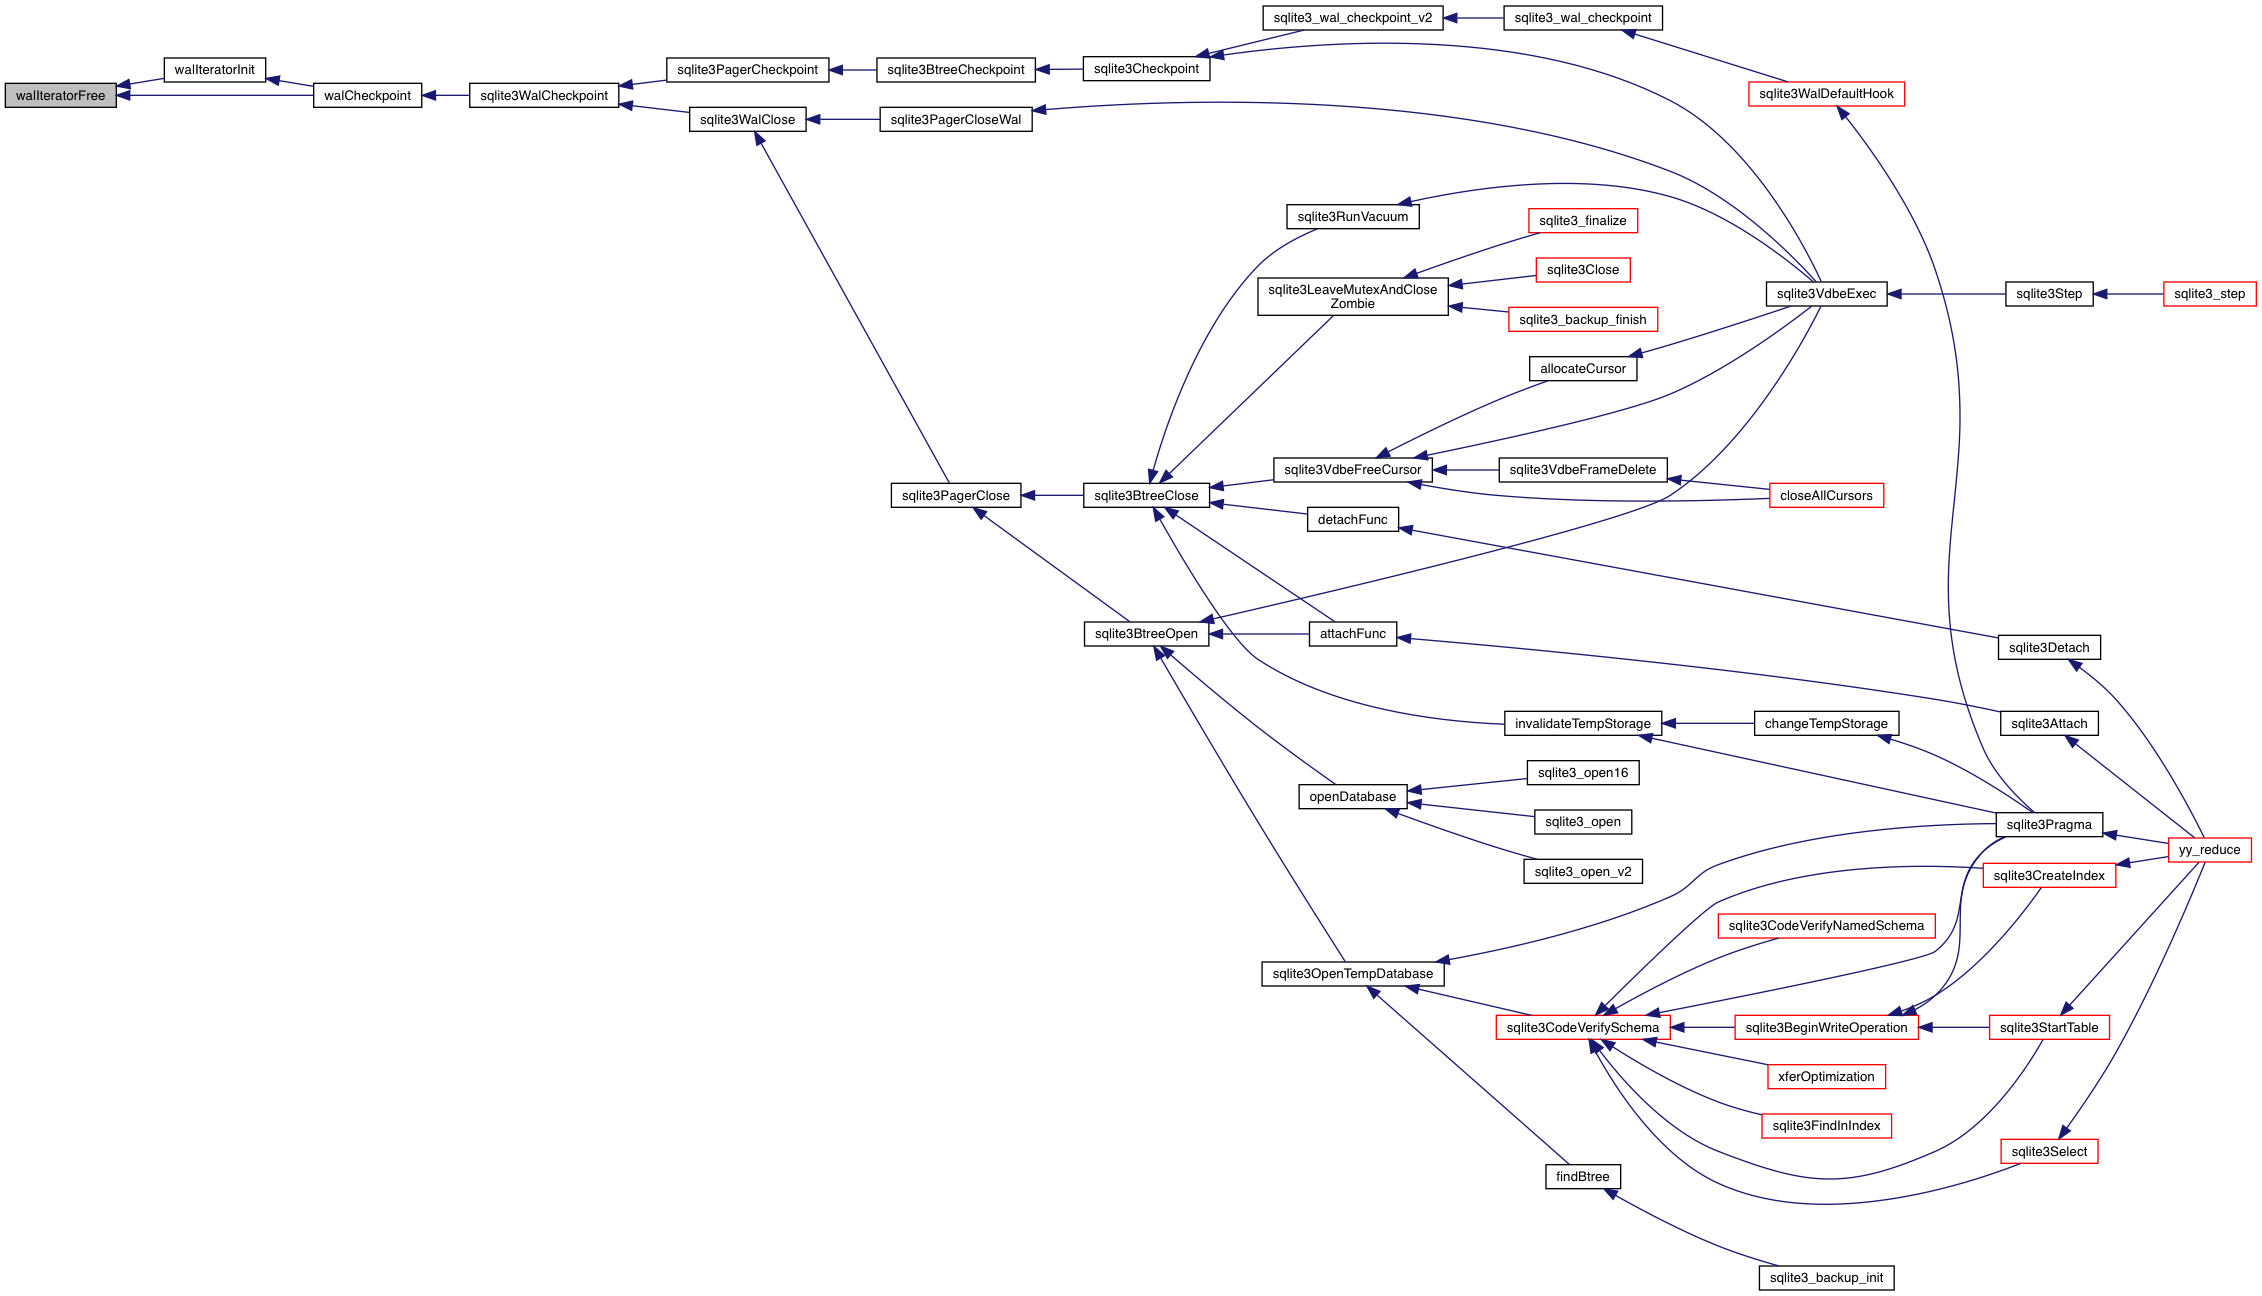 sqlite3_wal_checkpoint_v2
sqlite3_wal_checkpoint
walIteratorInit
sqlite3PagerCheckpoint
sqlite3BtreeCheckpoint
sqlite3Checkpoint
walIteratorFree
walCheckpoint
sqlite3WalCheckpoint
sqlite3WalDefaultHook
sqlite3WalClose
sqlite3PagerCloseWal
sqlite3RunVacuum
sqlite3_finalize
sqlite3Close
sqlite3LeaveMutexAndClose
Zombie
sqlite3VdbeExec
sqlite3Step
sqlite3_step
sqlite3_backup_finish
allocateCursor
sqlite3VdbeFreeCursor
sqlite3VdbeFrameDelete
sqlite3PagerClose
sqlite3BtreeClose
closeAllCursors
detachFunc
sqlite3BtreeOpen
attachFunc
sqlite3Detach
invalidateTempStorage
changeTempStorage
sqlite3Attach
sqlite3_open16
openDatabase
sqlite3_open
sqlite3Pragma
yy_reduce
sqlite3_open_v2
sqlite3CreateIndex
sqlite3CodeVerifyNamedSchema
sqlite3OpenTempDatabase
sqlite3CodeVerifySchema
sqlite3BeginWriteOperation
sqlite3StartTable
xferOptimization
sqlite3FindInIndex
sqlite3Select
findBtree
sqlite3_backup_init